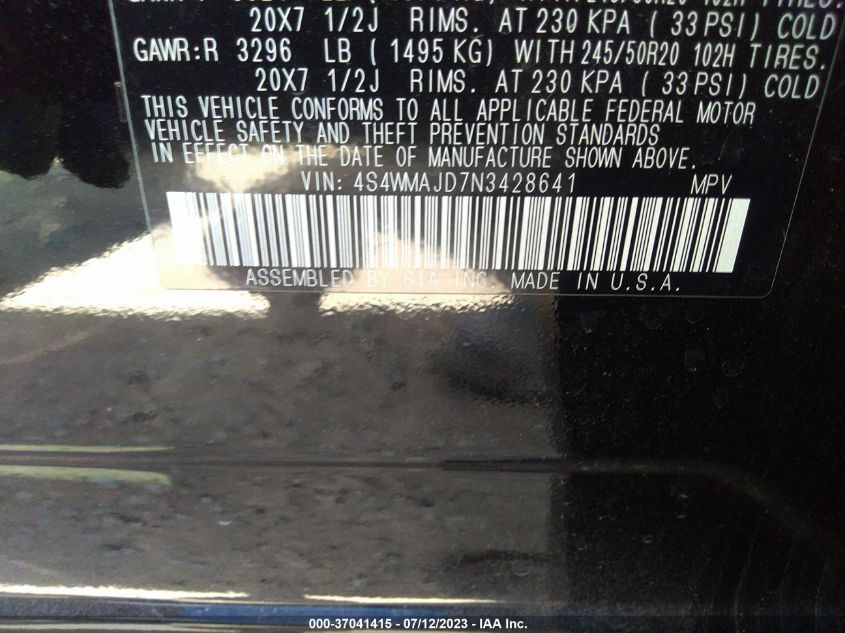 20X7 1/2J RIMS. AT 230 KPA ( 33 PSI) COLD
GAWR:R 3296 LB ( 1495 KG) WITH 245/50R20 102H TIRES.
20X7 1/2J RIMS. AT 230 KPA ( 33 PSI) COLD
THIS VEHICLE CONFORMS TO ALL APPLICABLE FEDERAL MOTOR
VEHICLE SAFETY AND THEFT PREVENTION STANDARDS
IN EFFECT ON THE DATE OF MANUFACTURE SHOWN ABOVE.
VIN: 4S4WMAJD7N3428641 MPV
ASSEMBLED BY SIA INC. MADE IN U.S.A.
000-37041415 - 07/12/2023 - IAA Inc.